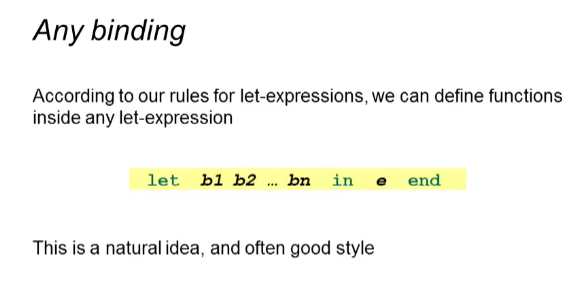 Any binding
According to our rules for let-expressions, we can define functions
inside any let-expression
let b1 b2 … bn in e end
This is a natural idea, and often good style